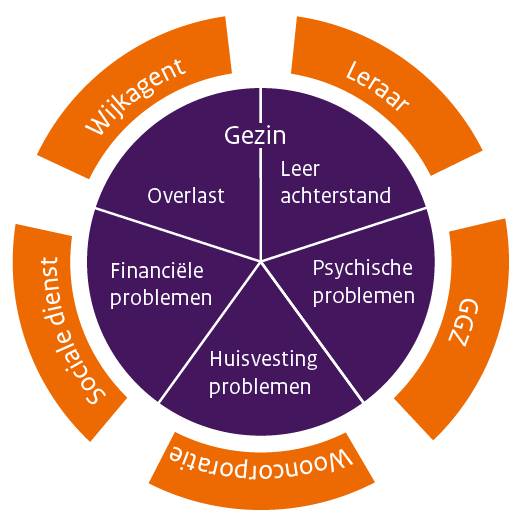 Wijkagent
Leraar
Gezin
Leer
achterstand
Overlast
Financiële
problemen
Psychische
problemen
Huisvesting
problemen
Sociale dienst
GGZ
Wooncorporatie